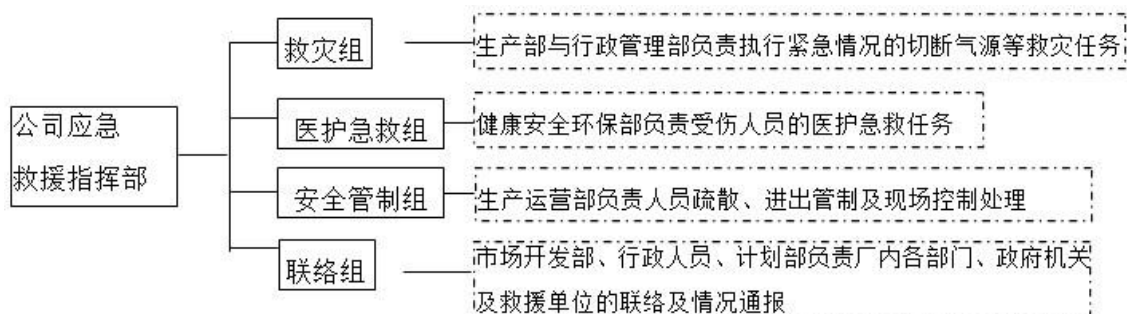 公司应急
救援指挥部
救灾组
生产部与行政管理部负责执行紧急情况的切断气源等救灾任务
医护急救组
健康安全环保部负责受伤人员的医护急救任务
安全管制组
生产运营部负责人员疏散、进出管制及现场控制处理
联络组
市场开发部、行政人员、计划部负责厂内各部门、政府机关
及救援单位的联络及情况通报